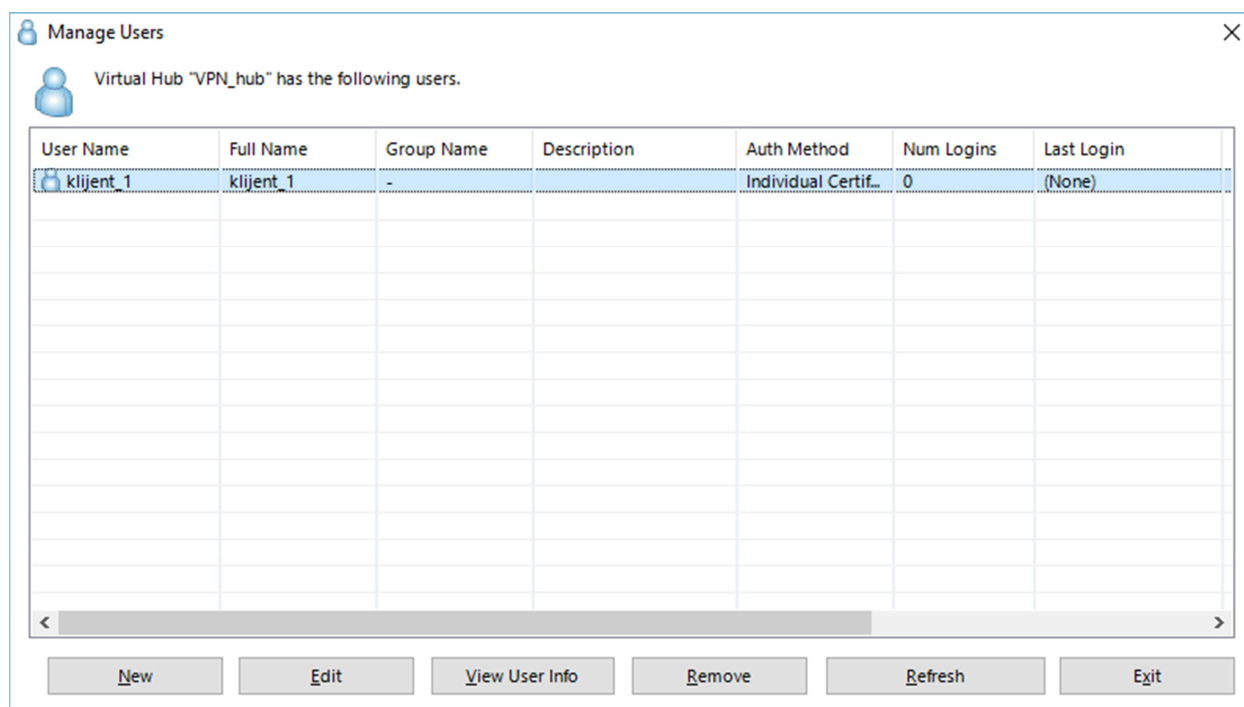 Manage Users
Virtual Hub "VPN_hub" has the following users.
User Name Full Name Group Name Description Auth Method Num Logins Last Login
klijent_1 klijent_1 - Individual Certif... 0 (None)
New Edit View User Info Remove Refresh Exit